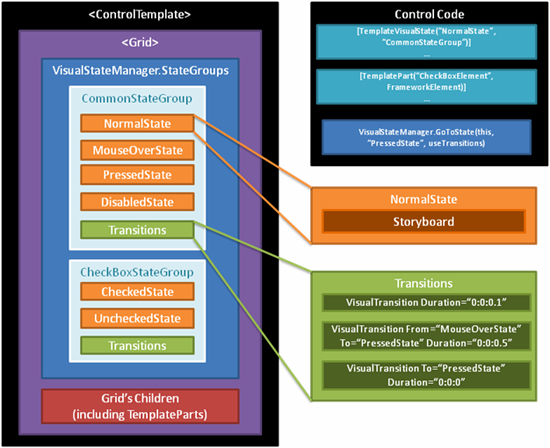 <ControlTemplate>
<Grid>
VisualStateManager.StateGroups
CommonStateGroup
NormalState
MouseOverState
PressedState
DisabledState
Transitions
CheckBoxStateGroup
CheckedState
UncheckedState
Transitions
Grid's Children
(including TemplateParts)
Control Code
[TemplateVisualState("NormalState",
"CommonStateGroup")]
...
[TemplatePart("CheckBoxElement",
FrameworkElement)]
...
VisualStateManager.GoToState(this,
"PressedState", useTransitions)
NormalState
Storyboard
Transitions
VisualTransition Duration="0:0:0.1"
VisualTransition From="MouseOverState"
To="PressedState" Duration="0:0:0.5"
VisualTransition To="PressedState"
Duration="0:0:0"